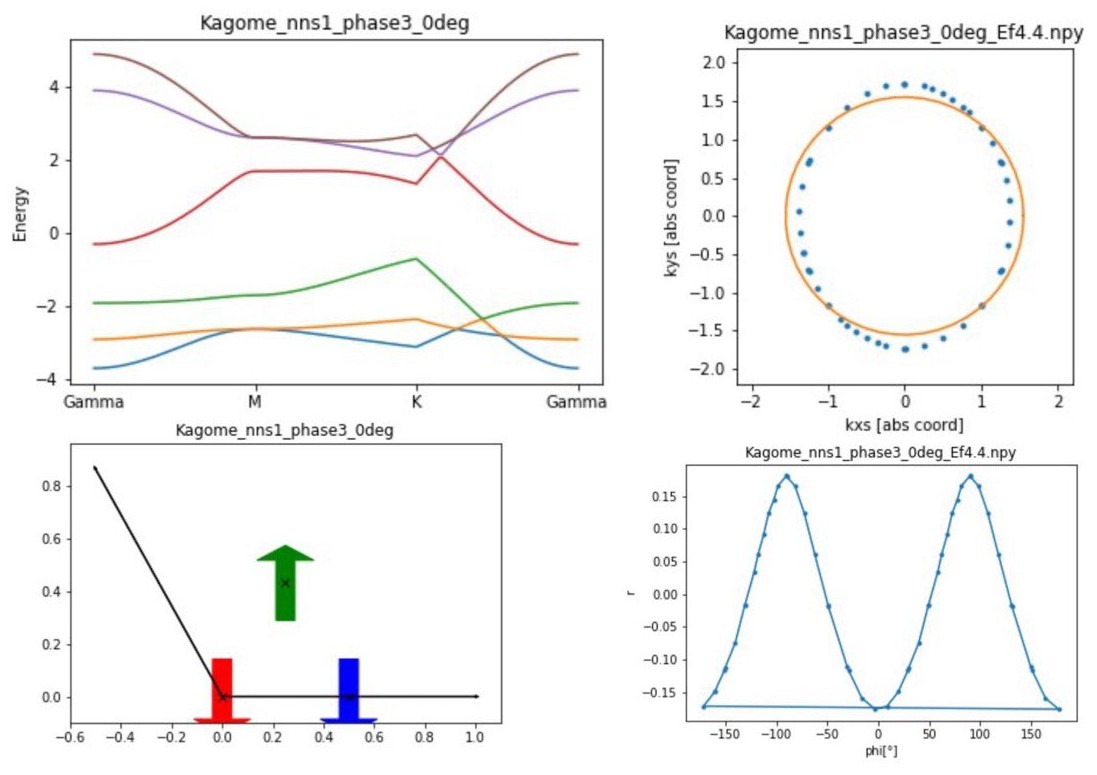 Kagome_nns1_phase3_0deg
4
2
0
−2
−4
Energy
Gamma M K Gamma
Kagome_nns1_phase3_0deg_Ef4.4.npy
2.0
1.5
1.0
0.5
0.0
−0.5
−1.0
−1.5
−2.0
kys [abs coord]
−2 −1 0 1 2
kxs [abs coord]
Kagome_nns1_phase3_0deg
0.8
0.6
0.4
0.2
0.0
−0.6 −0.4 −0.2 0.0 0.2 0.4 0.6 0.8 1.0
Kagome_nns1_phase3_0deg_Ef4.4.npy
0.15
0.10
0.05
0.00
−0.05
−0.10
−0.15
r
−150 −100 −50 0 50 100 150
phi[°]